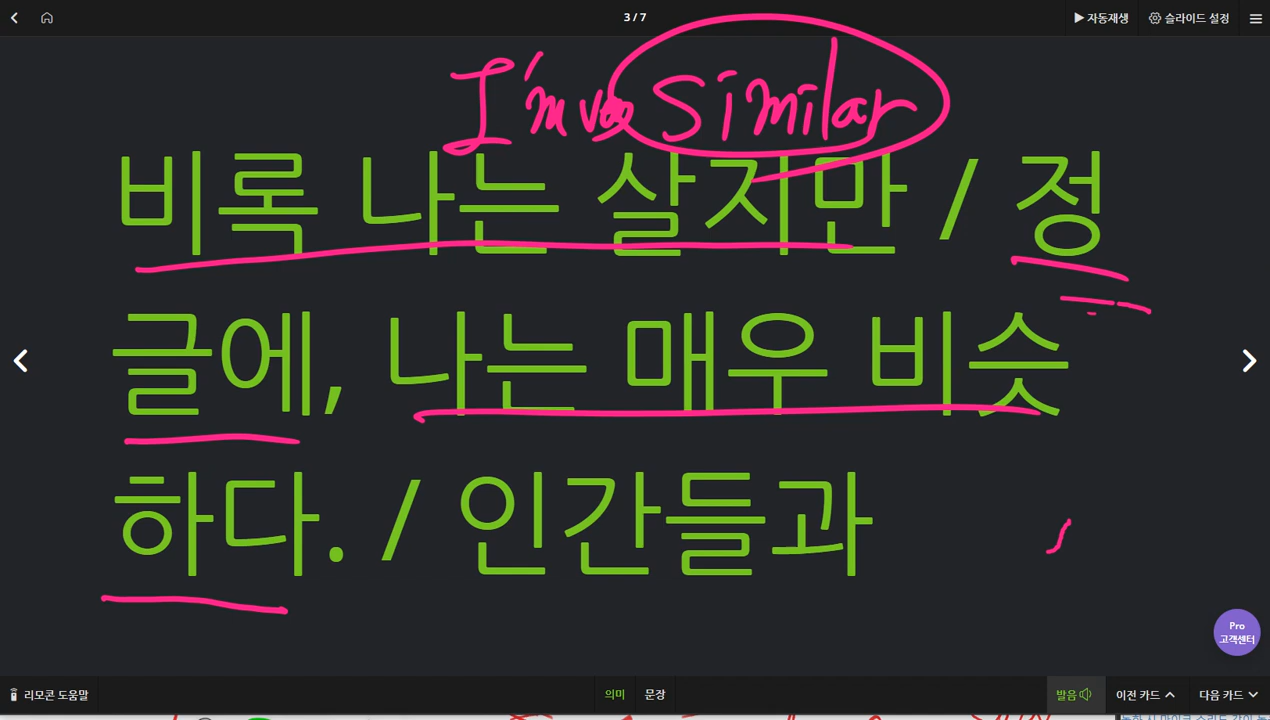 3 / 7
▶ 자동재생
슬라이드 설정
I'm similar
비록 나는 살지만 / 정
글에, 나는 매우 비슷
하다. / 인간들과
Pro
고객센터
리모콘 도움말
의미
문장
발음
이전 카드
다음 카드